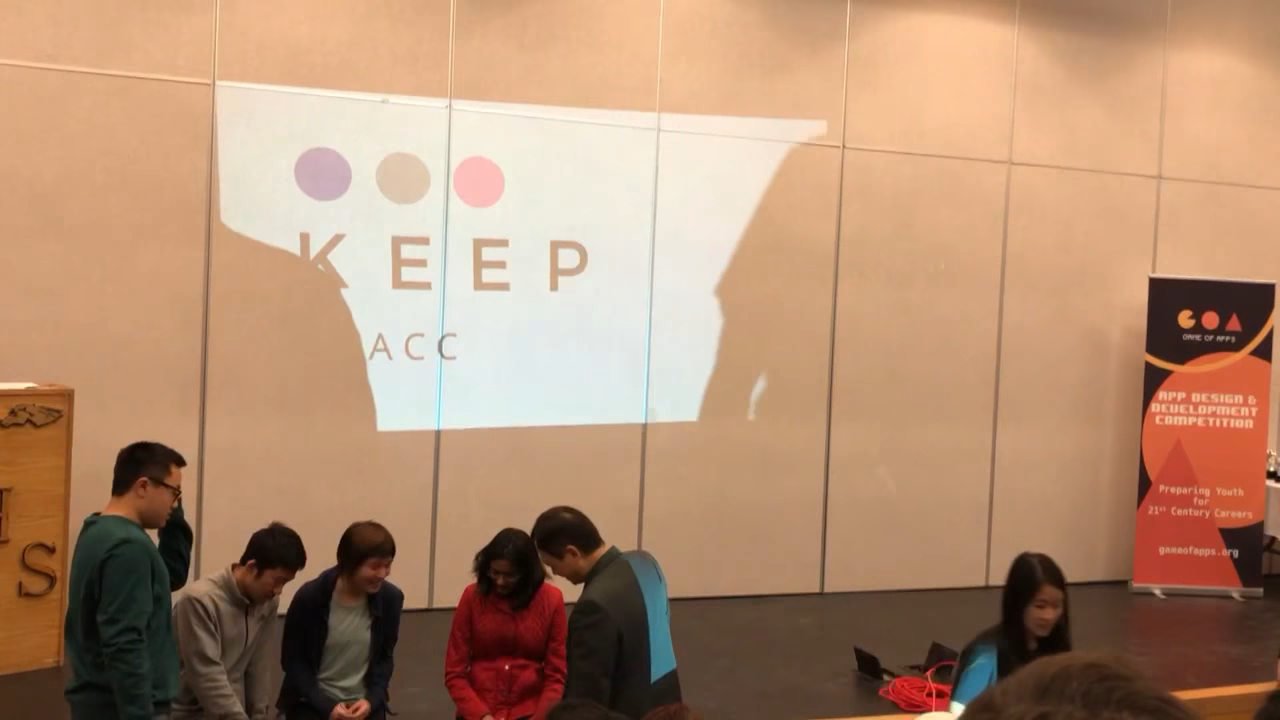 KEEP
ACC
GAME OF APPS
APP DESIGN &
DEVELOPMENT
COMPETITION
Preparing Youth
for
21st Century Careers
gameofapps.org
S